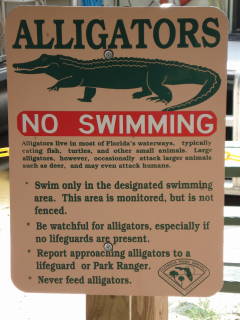 ALLIGATORS
NO SWIMMING
Alligators live in most of Florida's waterways, typically
eating fish, turtles, and other small animals. Large
alligators, however, occasionally attack larger animals
such as deer, and may even attack humans.
* Swim only in the designated swimming
area. This area is monitored, but is not
fenced.
* Be watchful for alligators, especially if
no lifeguards are present.
* Report approaching alligators to a
lifeguard or Park Ranger.
* Never feed alligators.